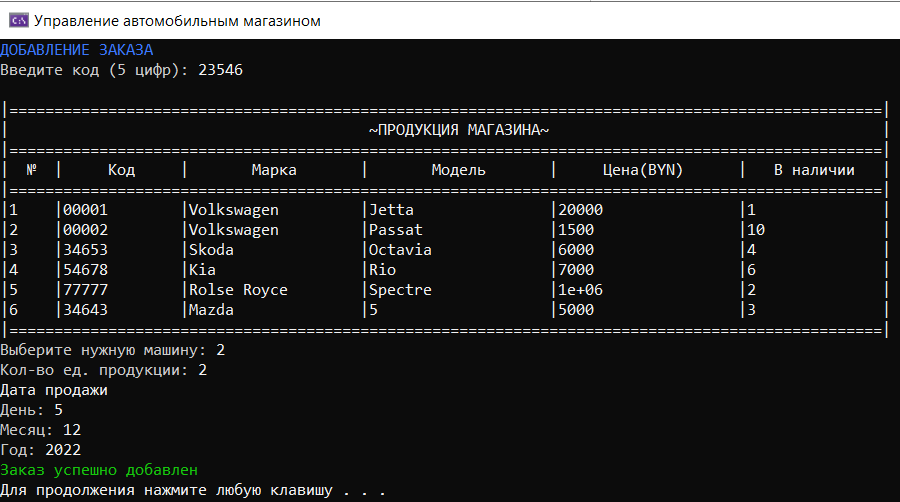 Управление автомобильным магазином
ДОБАВЛЕНИЕ ЗАКАЗА
Введите код (5 цифр): 23546
|=================================================================================================|
| ~ПРОДУКЦИЯ МАГАЗИНА~ |
|=================================================================================================|
| № | Код | Марка | Модель | Цена(BYN) | В наличии |
|=================================================================================================|
|1 |00001 |Volkswagen |Jetta |20000 |1 |
|2 |00002 |Volkswagen |Passat |1500 |10 |
|3 |34653 |Skoda |Octavia |6000 |4 |
|4 |54678 |Kia |Rio |7000 |6 |
|5 |77777 |Rolse Royce |Spectre |1e+06 |2 |
|6 |34643 |Mazda |5 |5000 |3 |
|=================================================================================================|
Выберите нужную машину: 2
Кол-во ед. продукции: 2
Дата продажи
День: 5
Месяц: 12
Год: 2022
Заказ успешно добавлен
Для продолжения нажмите любую клавишу . . .